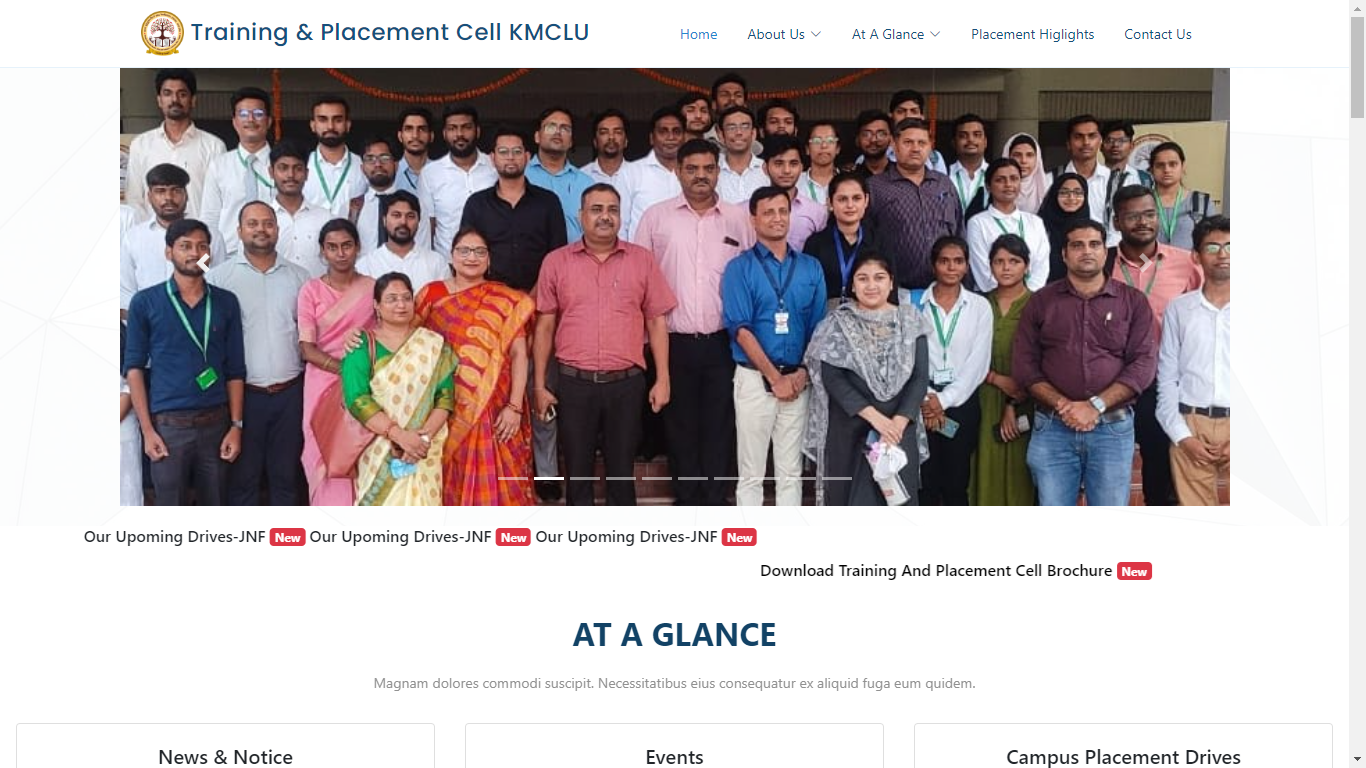 Training & Placement Cell KMCLU
Home About Us At A Glance Placement Higlights Contact Us
Our Upoming Drives-JNF New Our Upoming Drives-JNF New Our Upoming Drives-JNF New
Download Training And Placement Cell Brochure New
AT A GLANCE
Magnam dolores commodi suscipit. Necessitatibus eius consequatur ex aliquid fuga eum quidem.
News & Notice Events Campus Placement Drives